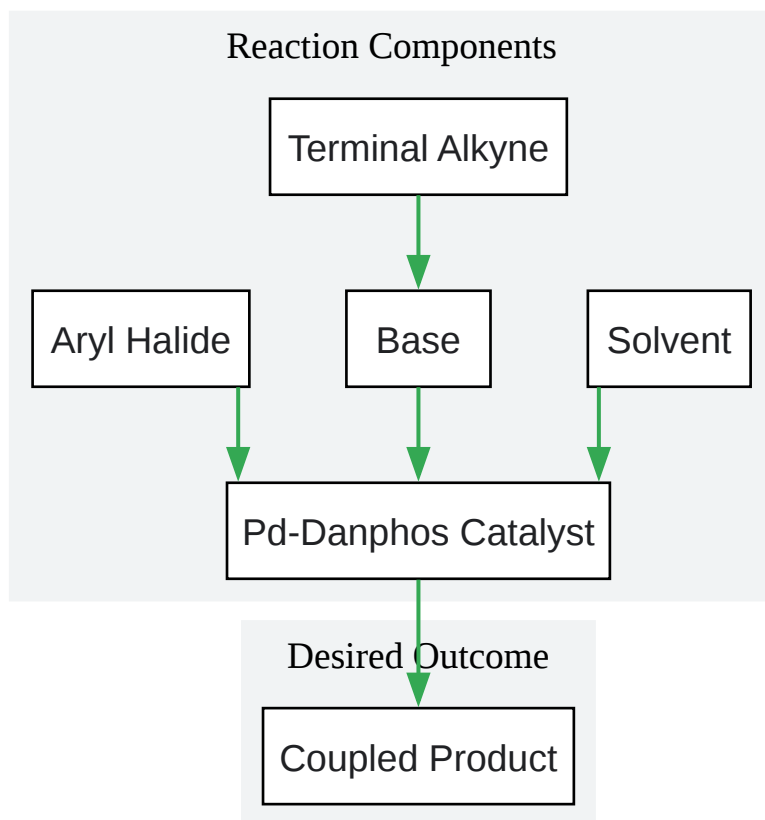 Reaction Components
Terminal Alkyne
Aryl Halide
Base
Solvent
Pd-Danphos Catalyst
Desired Outcome
Coupled Product